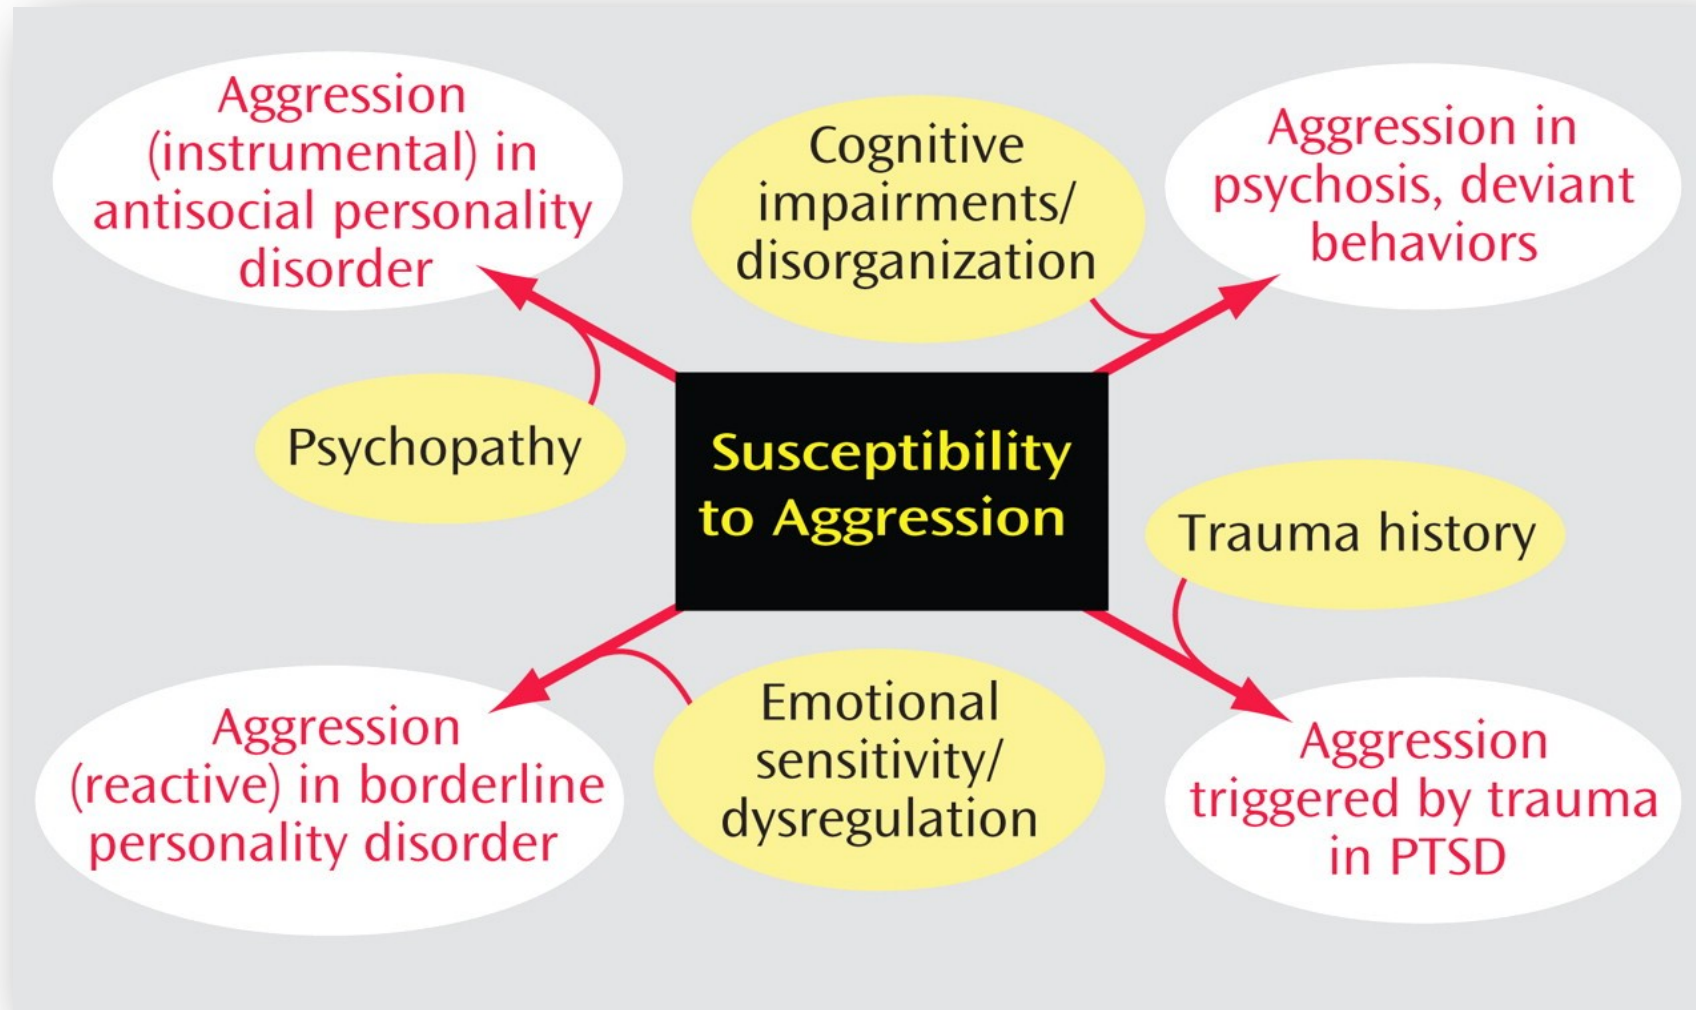 Aggression
(instrumental) in
antisocial personality
disorder
Cognitive
impairments/
disorganization
Aggression in
psychosis, deviant
behaviors
Psychopathy
Susceptibility
to Aggression
Trauma history
Aggression
(reactive) in borderline
personality disorder
Emotional
sensitivity/
dysregulation
Aggression
triggered by trauma
in PTSD